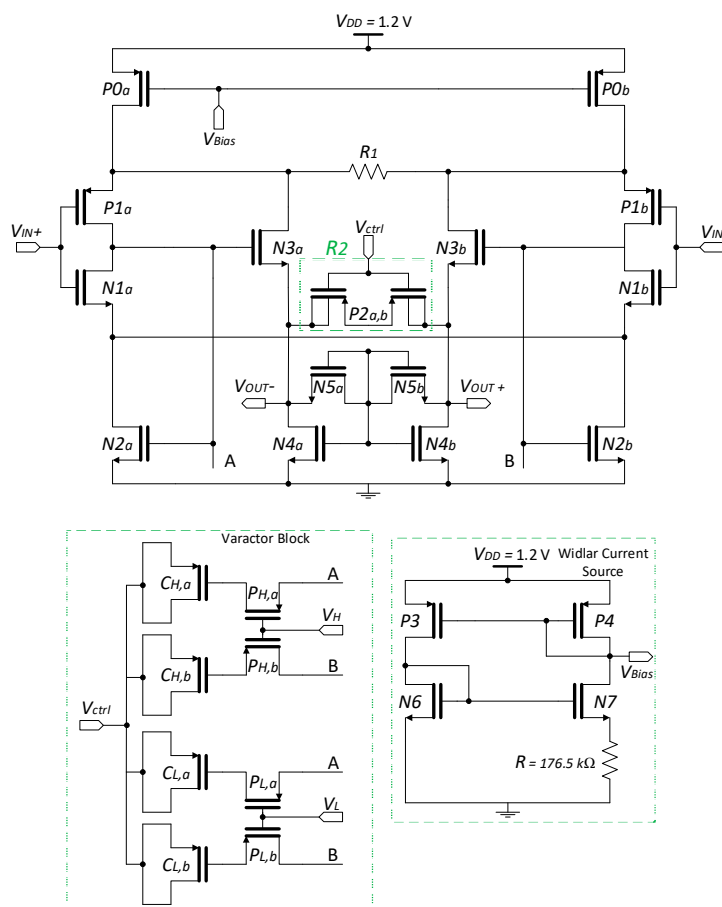 VDD = 1.2 V
P0a
P0b
VBias
R1
P1a
P1b
VIN+
Vctrl
VIN
R2
N3a
N3b
N1a
N1b
P2a,b
VOUT-
N5a
N5b
VOUT +
N2a
A
N4a
N4b
B
N2b
Varactor Block
CH,a
PH,a
A
VH
CH,b
PH,b
B
Vctrl
CL,a
PL,a
A
VL
CL,b
PL,b
B
VDD = 1.2 V
Widlar Current
Source
P3
P4
VBias
N6
N7
R = 176.5 kΩ